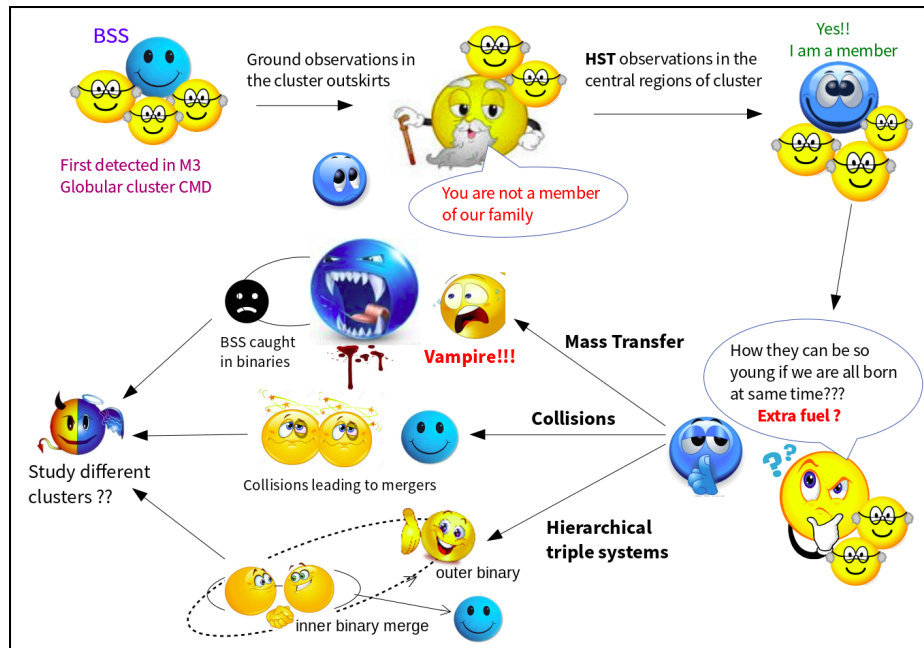 BSS
First detected in M3
Globular cluster CMD
Ground observations in
the cluster outskirts
You are not a member
of our family
HST observations in the
central regions of cluster
Yes!!
I am a member
How they can be so
young if we are all born
at same time???
Extra fuel ?
??
Mass Transfer
Vampire!!!
BSS caught
in binaries
Collisions
Collisions leading to mergers
Hierarchical
triple systems
outer binary
inner binary merge
Study different
clusters ??